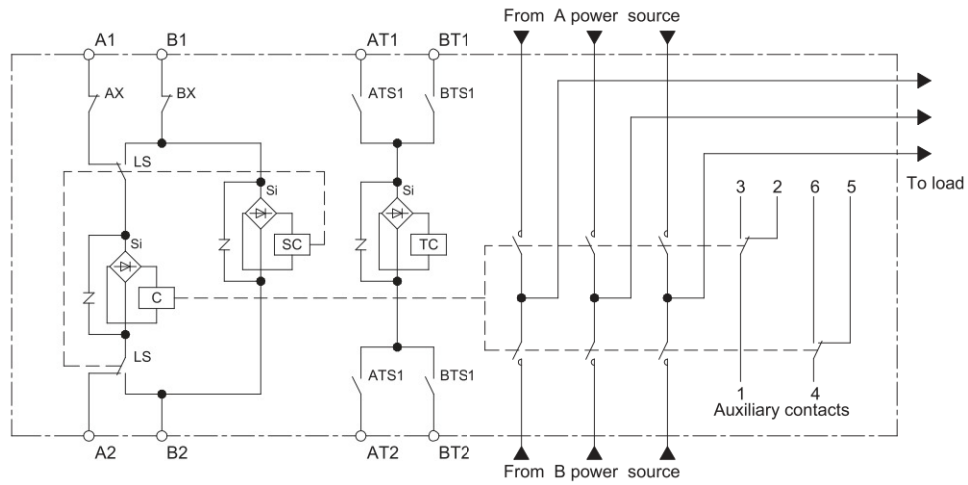 From A power source
A1
B1
AT1
BT1
AX
BX
ATS1
BTS1
LS
To load
Si
Si
3
2
6
5
SC
TC
Si
C
LS
ATS1
BTS1
1
4
Auxiliary contacts
A2
B2
AT2
BT2
From B power source